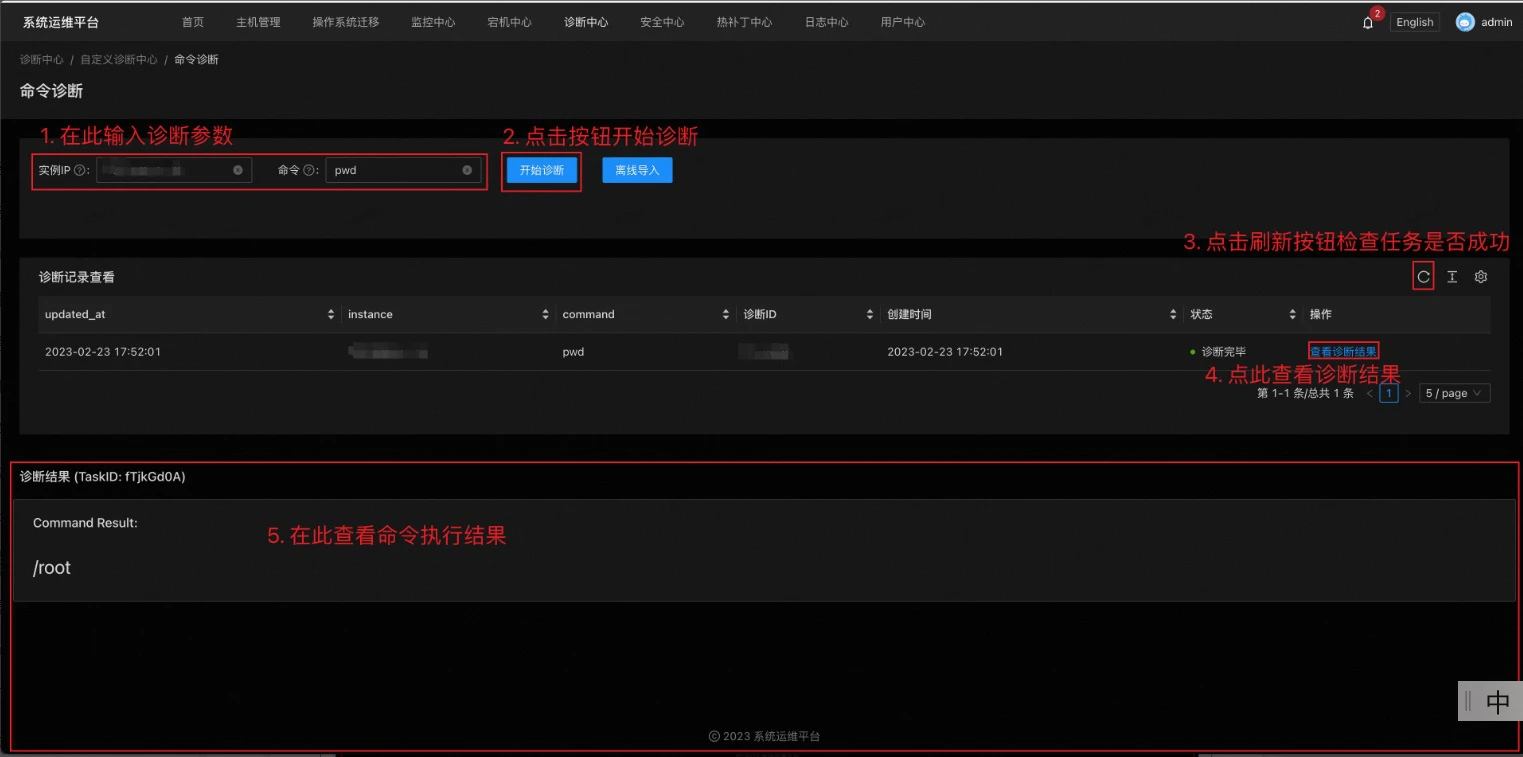 系统运维平台 首页 主机管理 操作系统迁移 监控中心 宕机中心 诊断中心 安全中心 热补丁中心 日志中心 用户中心 2 English admin
诊断中心 / 自定义诊断中心 / 命令诊断
命令诊断
1. 在此输入诊断参数 2. 点击按钮开始诊断
实例IP ?: 命令 ?: pwd 开始诊断 离线导入
3. 点击刷新按钮检查任务是否成功
诊断记录查看
updated_at instance command 诊断ID 创建时间 状态 操作
2023-02-23 17:52:01 pwd 2023-02-23 17:52:01 诊断完毕 查看诊断结果
4. 点此查看诊断结果
第 1-1 条/总共 1 条 < 1 > 5 / page
诊断结果 (TaskID: fTjkGd0A)
Command Result:
5. 在此查看命令执行结果
/root
中
© 2023 系统运维平台